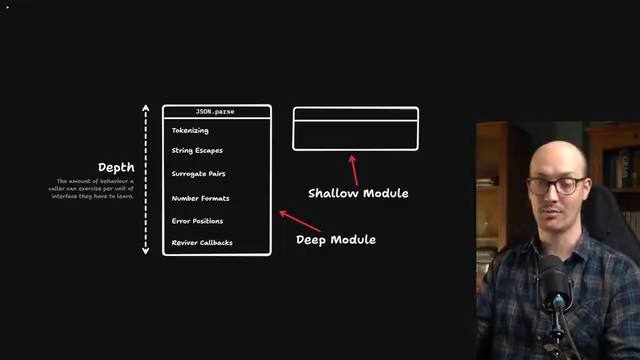 JSON.parse
Tokenizing
String Escapes
Surrogate Pairs
Number Formats
Error Positions
Reviver Callbacks
Depth
The amount of behaviour a
caller can exercise per unit of
interface they have to learn.
Shallow Module
Deep Module